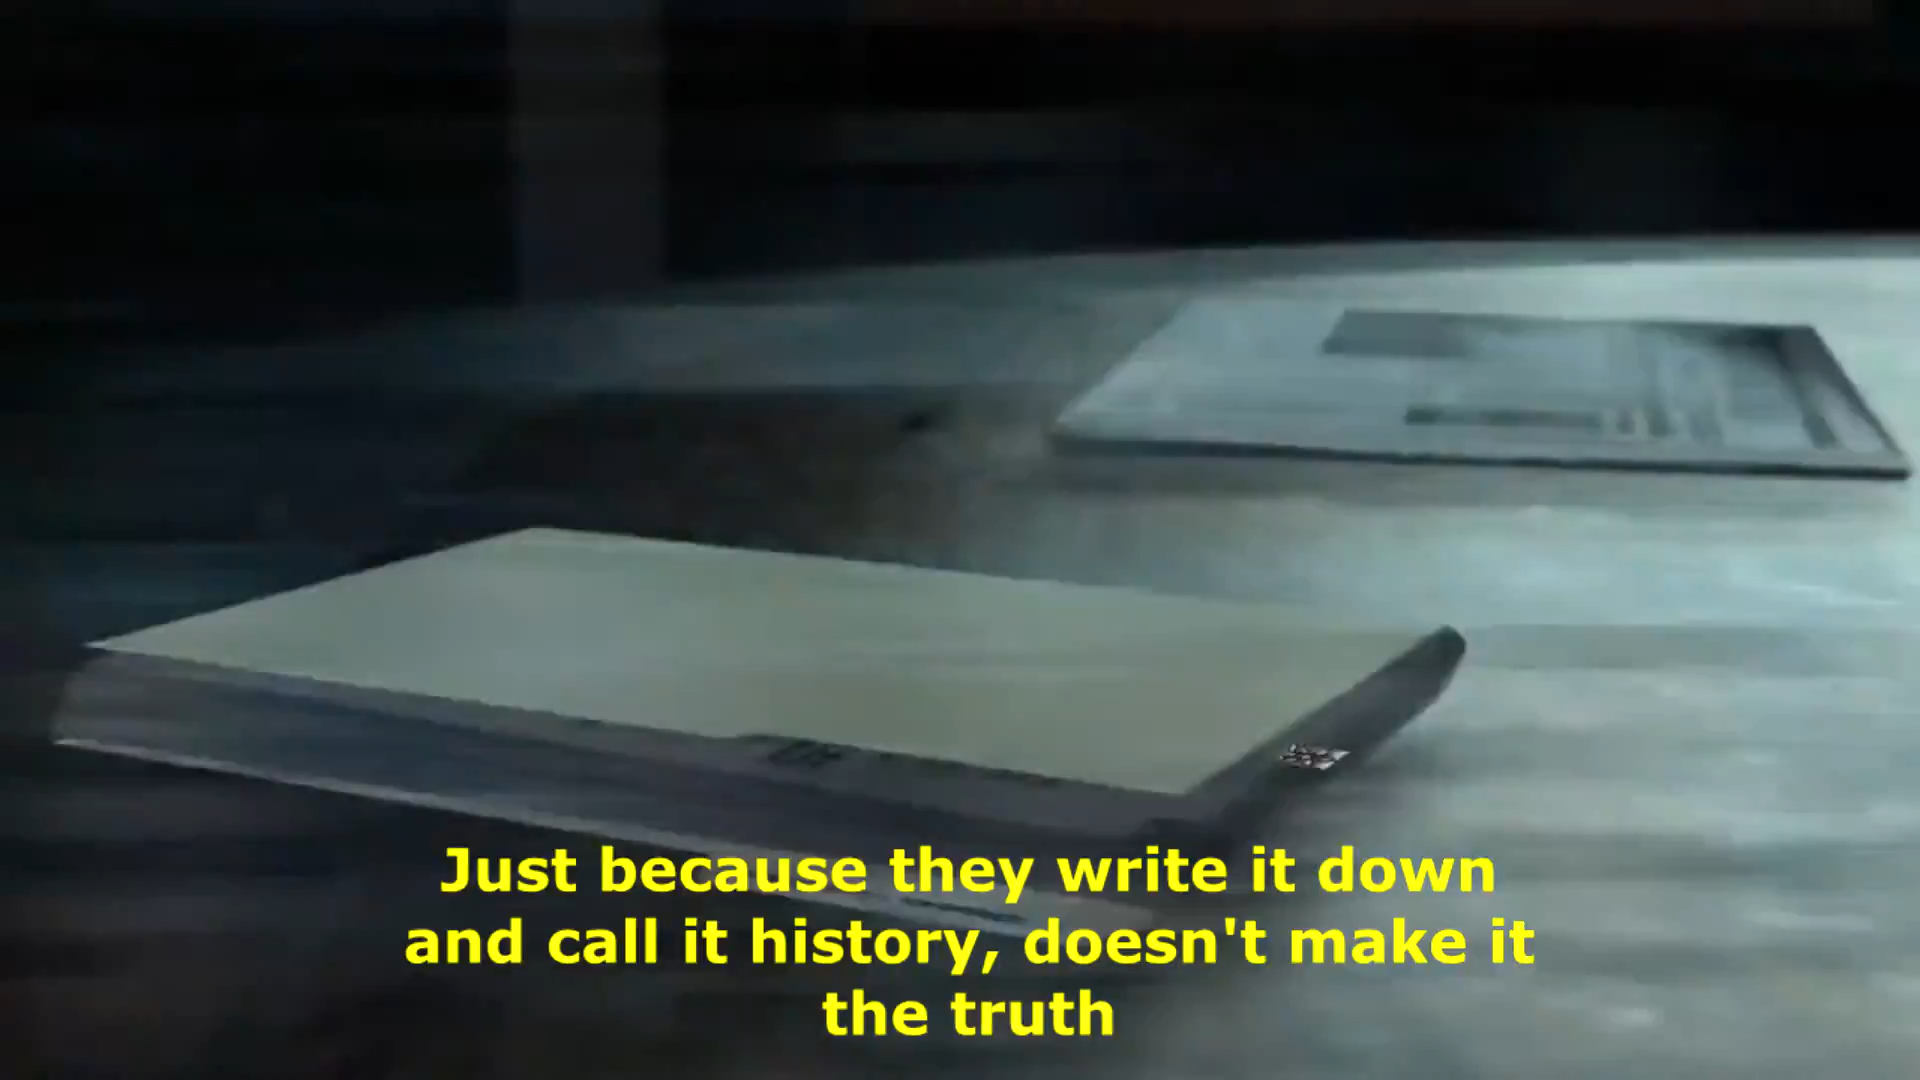 Just because they write it down
and call it history, doesn't make it
the truth